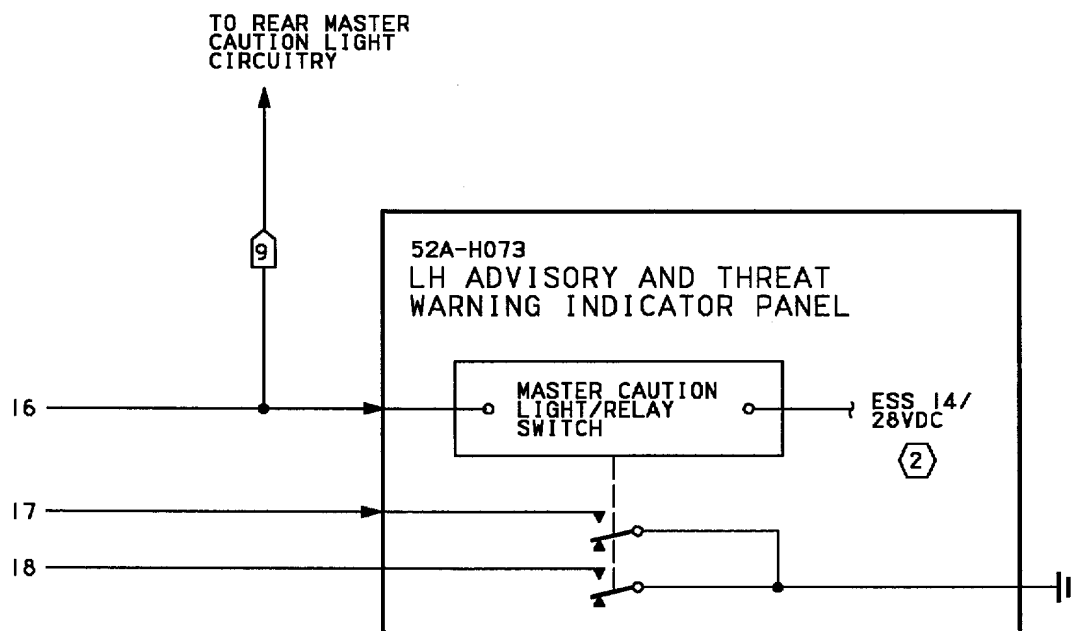 TO REAR MASTER
CAUTION LIGHT
CIRCUITRY
9
52A-H073
LH ADVISORY AND THREAT
WARNING INDICATOR PANEL
16
MASTER CAUTION
LIGHT/RELAY
SWITCH
ESS 14/
28VDC
2
17
18